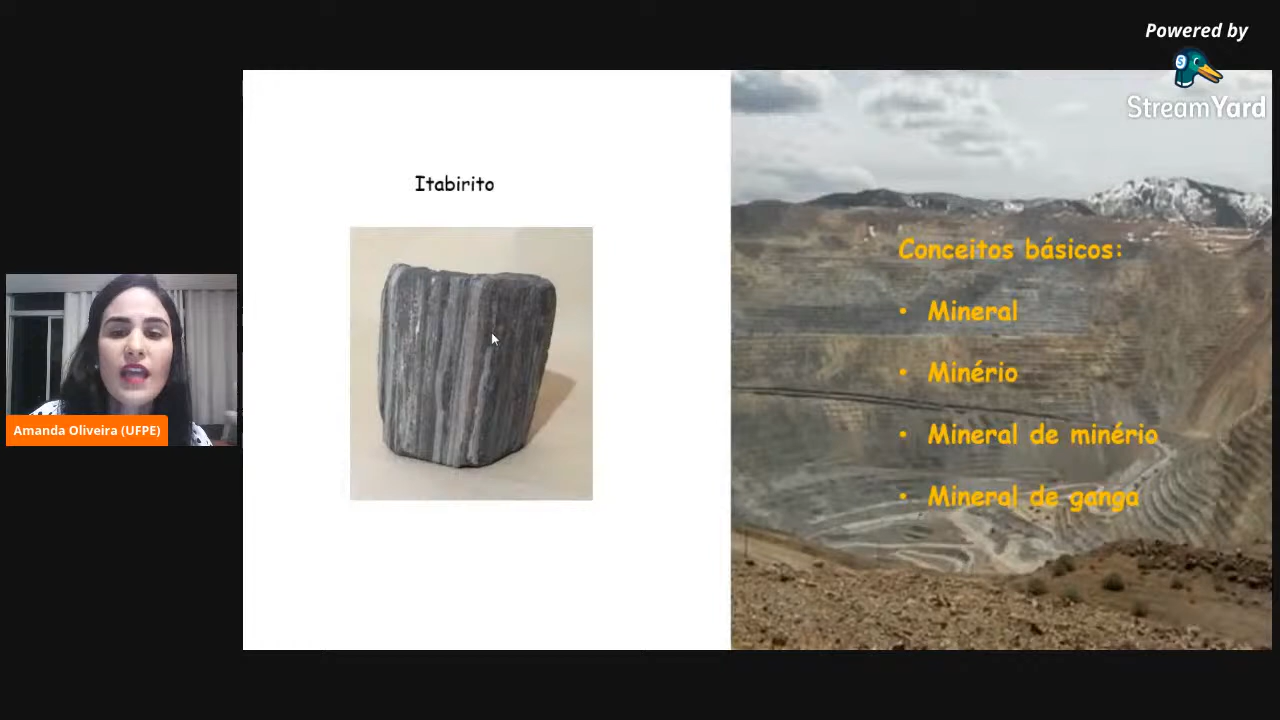 Powered by
StreamYard
Itabirito
Conceitos básicos:
• Mineral
• Minério
• Mineral de minério
• Mineral de ganga
Amanda Oliveira (UFPE)